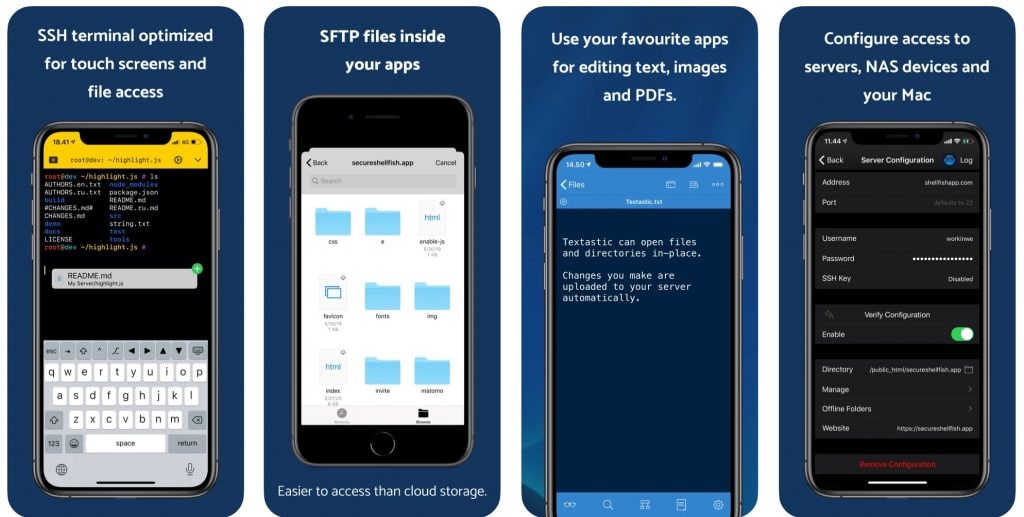 SSH terminal optimized
for touch screens and
file access
18.41
4G
root@dev: ~/highlight.js
root@dev ~/highlight.js # ls
AUTHORS.en.txt node_modules
AUTHORS.ru.txt package.json
build README.md
#CHANGES.md# README.ru.md
CHANGES.md src
demo string.txt
docs test
LICENSE tools
root@dev ~/highlight.js #
README.md
My Server/highlight.js
esc
q w e r t y u i o p
a s d f g h j k l
z x c v b n m
123 space return
SFTP files inside
your apps
Back secureshellfish.app Cancel
Search
css e enable-js
5/30/19
1 KB
favicon fonts img
5/30/19
1 KB
html
html
index invite matomo
2/27/20
6 KB
Recents Browse
Easier to access than cloud storage.
Use your favourite apps
for editing text, images
and PDFs.
14.50
Files
Textastic.txt
Textastic can open files
and directories in-place.
Changes you make are
uploaded to your server
automatically.
Configure access to
servers, NAS devices and
your Mac
11.44
Back Server Configuration Log
Address shellfishapp.com
Port defaults to 22
Username workinwe
Password ••••••••••••••••
SSH Key Disabled
Verify Configuration
Enable
Directory /public_html/secureshellfish.app
Manage
Offline Folders
Website https://secureshellfish.app
Remove Configuration